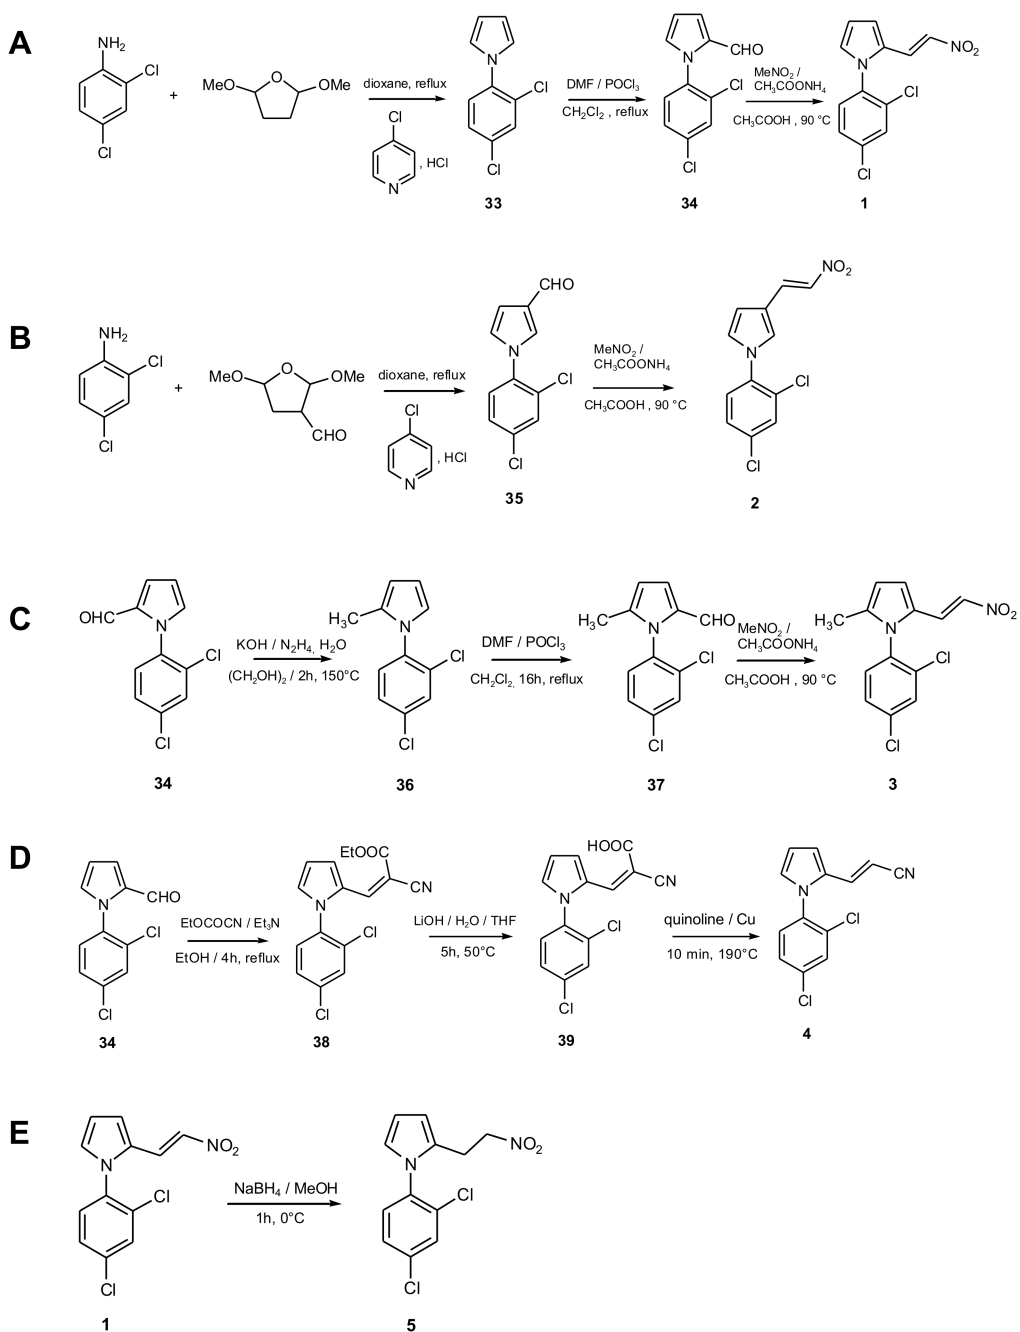 A
NH2
Cl
Cl
+
MeO
O
OMe
dioxane, reflux
Cl
N
, HCl
N
Cl
Cl
33
DMF / POCl3
CH2Cl2 , reflux
N
CHO
Cl
Cl
34
MeNO2 /
CH3COONH4
CH3COOH , 90 °C
N
NO2
Cl
Cl
1
B
NH2
Cl
Cl
+
MeO
O
OMe
CHO
dioxane, reflux
Cl
N
, HCl
CHO
N
Cl
Cl
35
MeNO2 /
CH3COONH4
CH3COOH , 90 °C
NO2
N
Cl
Cl
2
C
CHO
N
Cl
Cl
34
KOH / N2H4, H2O
(CH2OH)2 / 2h, 150°C
H3C
N
Cl
Cl
36
DMF / POCl3
CH2Cl2, 16h, reflux
H3C
N
CHO
Cl
Cl
37
MeNO2 /
CH3COONH4
CH3COOH , 90 °C
H3C
N
NO2
Cl
Cl
3
D
N
CHO
Cl
Cl
34
EtOCOCN / Et3N
EtOH / 4h, reflux
EtOOC
CN
N
Cl
Cl
38
LiOH / H2O / THF
5h, 50°C
HOOC
CN
N
Cl
Cl
39
quinoline / Cu
10 min, 190°C
N
CN
Cl
Cl
4
E
N
NO2
Cl
Cl
1
NaBH4 / MeOH
1h, 0°C
N
NO2
Cl
Cl
5